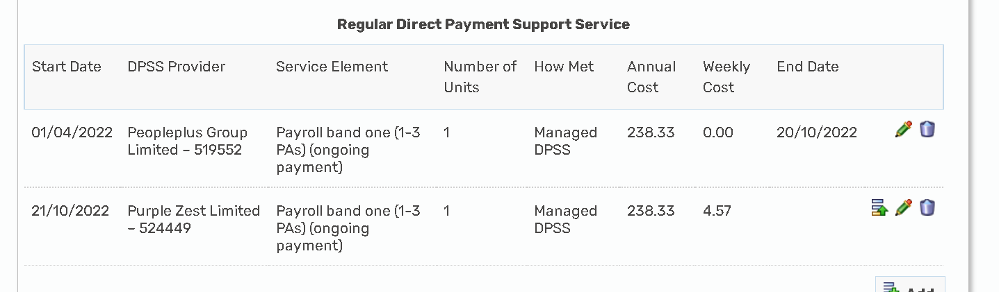 Regular Direct Payment Support Service
Start Date DPSS Provider Service Element Number of Units How Met Annual Cost Weekly Cost End Date
01/04/2022 Peopleplus Group Limited – 519552 Payroll band one (1-3 PAs) (ongoing payment) 1 Managed DPSS 238.33 0.00 20/10/2022
21/10/2022 Purple Zest Limited – 524449 Payroll band one (1-3 PAs) (ongoing payment) 1 Managed DPSS 238.33 4.57
Add